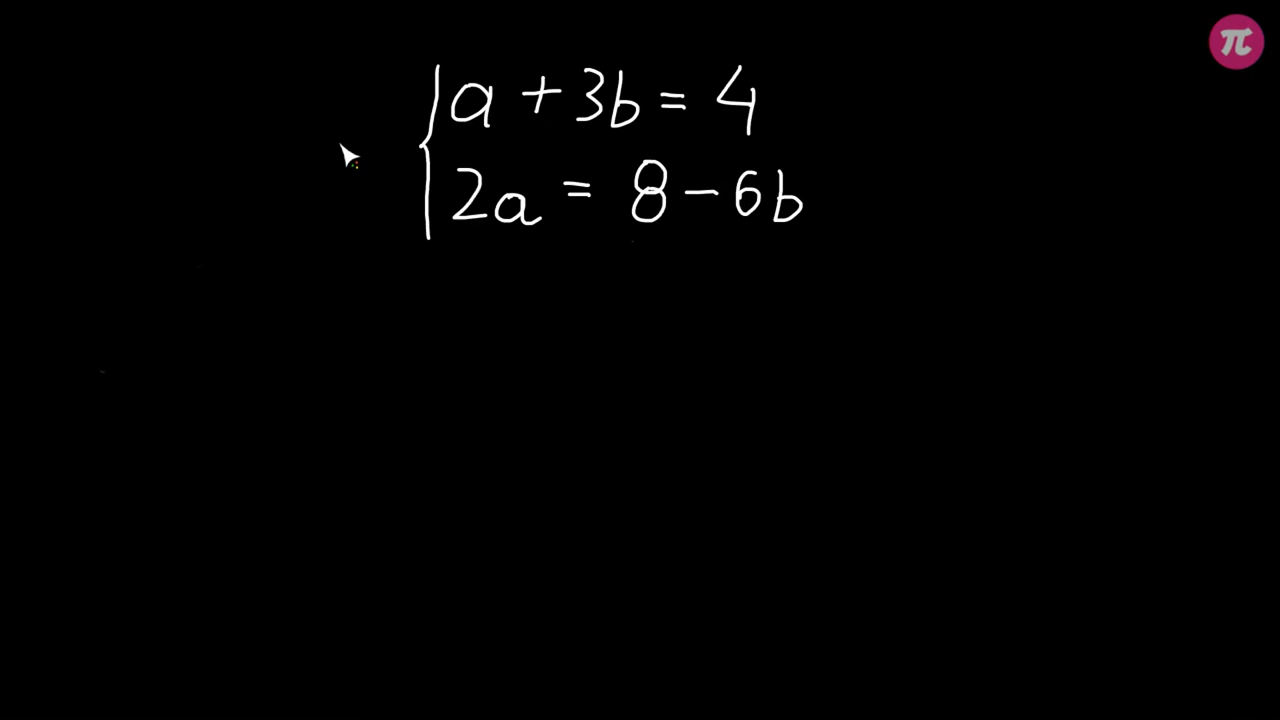 π
a + 3b = 4
2a = 8 - 6b